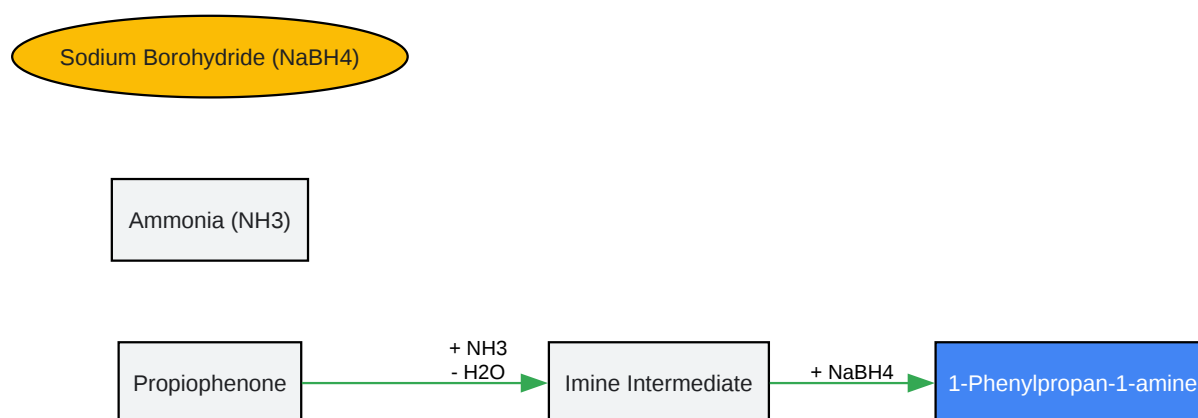 Sodium Borohydride (NaBH4)
Ammonia (NH3)
+ NH3
- H2O
Propiophenone
Imine Intermediate
+ NaBH4
1-Phenylpropan-1-amine